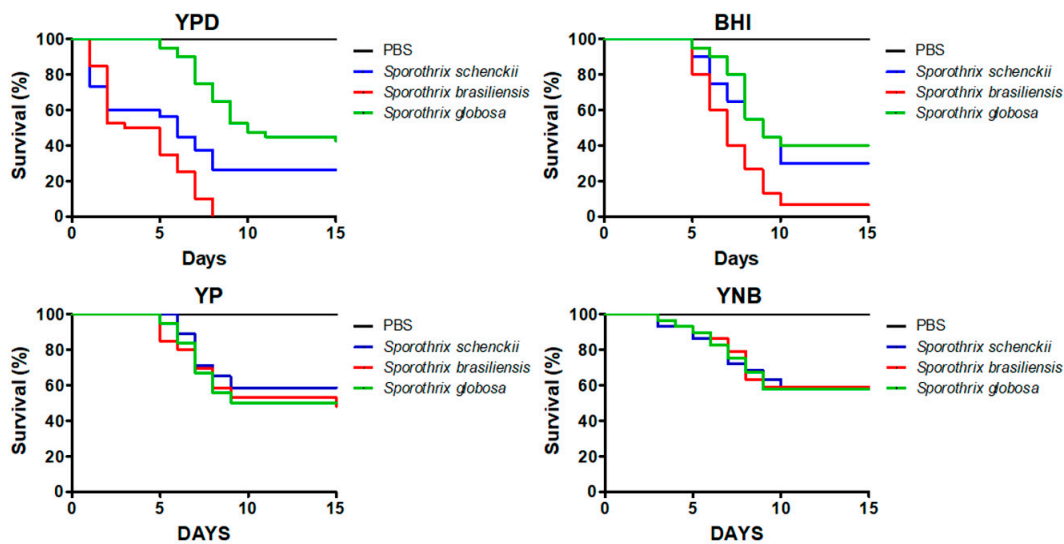 YPD
Survival (%)
100
80
60
40
20
0
0 5 10 15
Days
PBS
Sporothrix schenckii
Sporothrix brasiliensis
Sporothrix globosa
BHI
Survival (%)
100
80
60
40
20
0
0 5 10 15
Days
PBS
Sporothrix schenckii
Sporothrix brasiliensis
Sporothrix globosa
YP
Survival (%)
100
80
60
40
20
0
0 5 10 15
DAYS
PBS
Sporothrix schenckii
Sporothrix brasiliensis
Sporothrix globosa
YNB
Survival (%)
100
80
60
40
20
0
0 5 10 15
DAYS
PBS
Sporothrix schenckii
Sporothrix brasiliensis
Sporothrix globosa